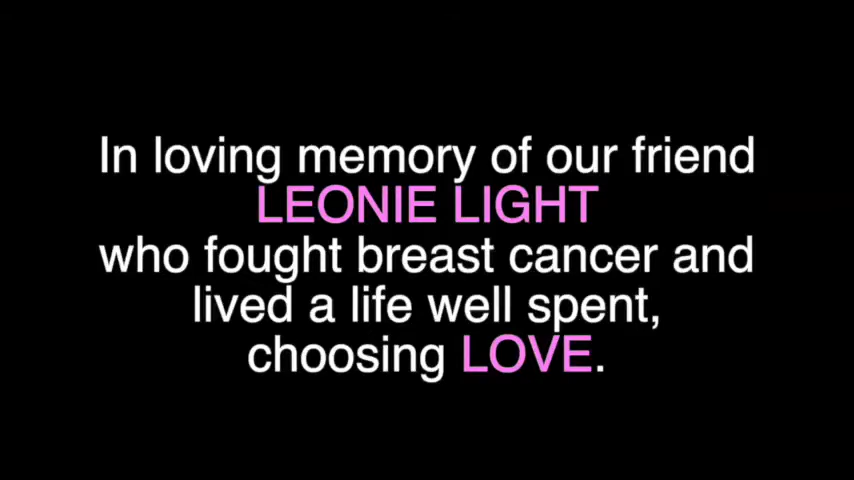 In loving memory of our friend
LEONIE LIGHT
who fought breast cancer and
lived a life well spent,
choosing LOVE.